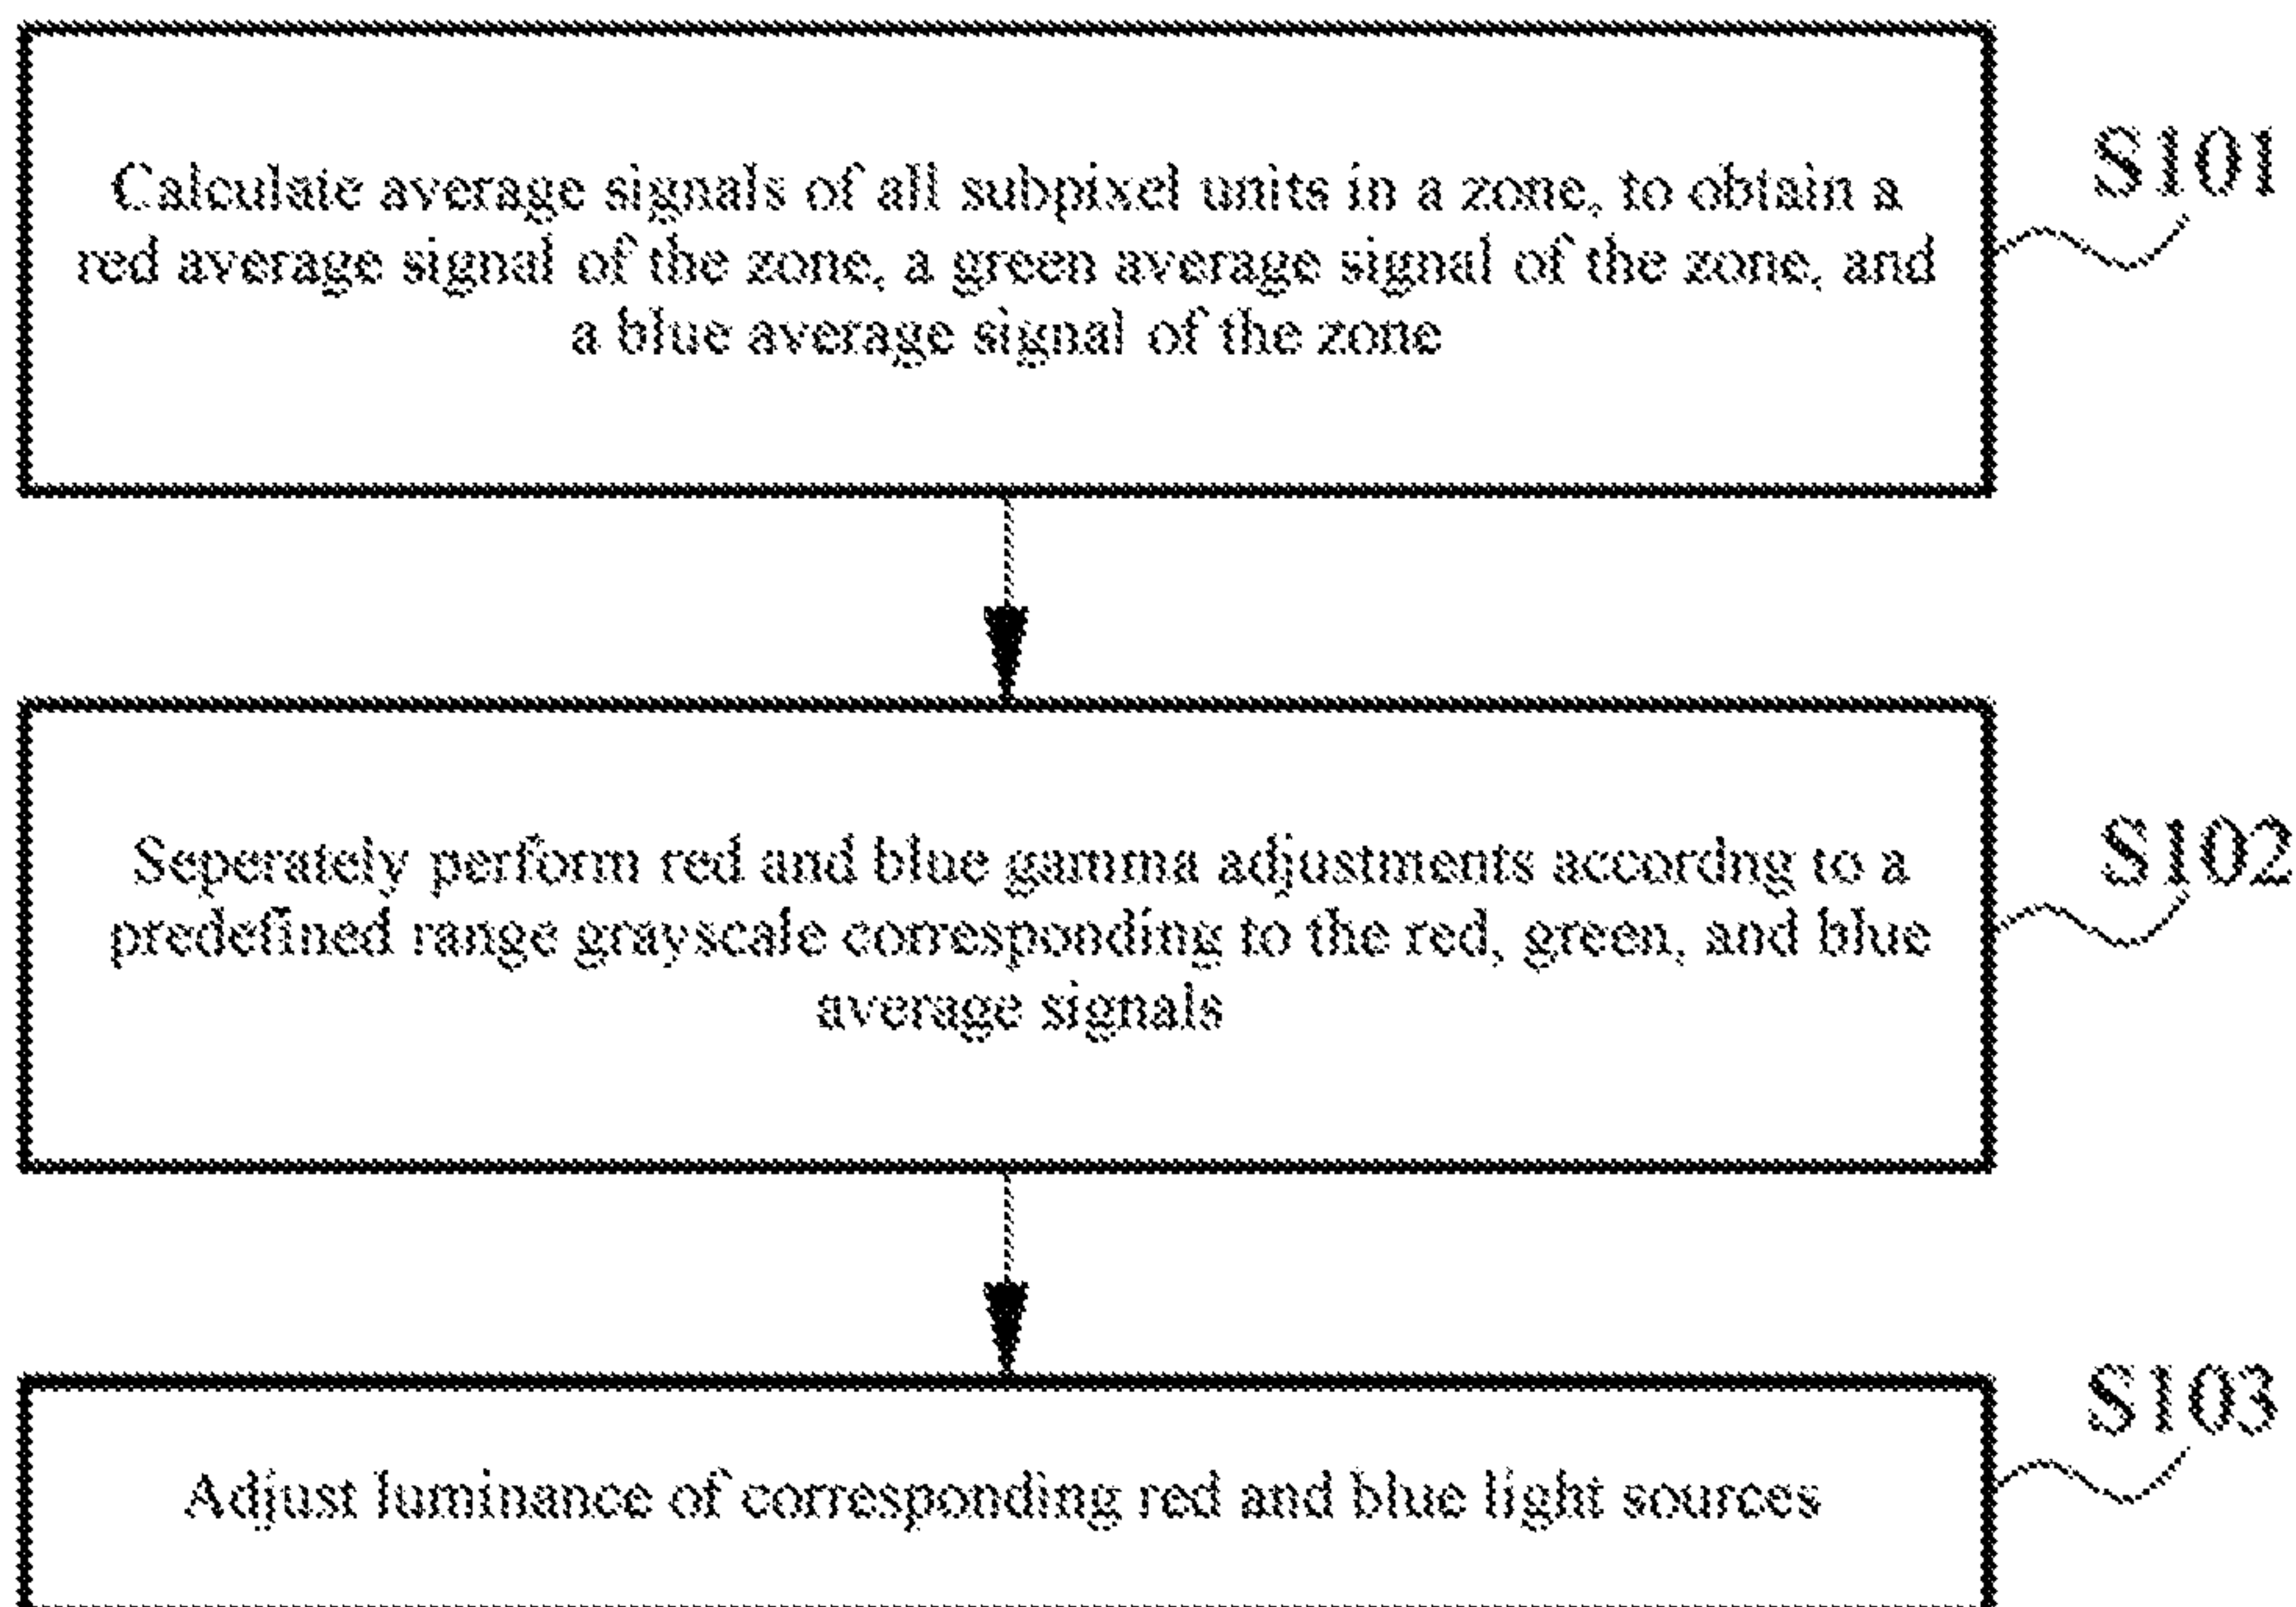 Calculate average signals of all subpixel units in a zone, to obtain a
red average signal of the zone, a green average signal of the zone, and
a blue average signal of the zone
S101
Seperately perform red and blue gamma adjustments accordng to a
predefined range grayscale corresponding to the red, green, and blue
average signals
S102
Adjust luminance of corresponding red and blue light sources
S103